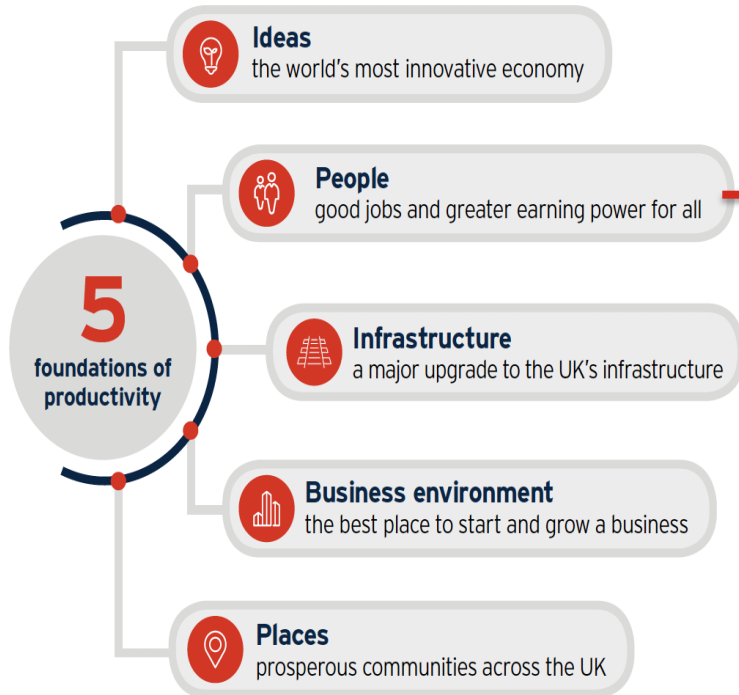 Ideas
the world's most innovative economy
People
good jobs and greater earning power for all
5
foundations of
productivity
Infrastructure
a major upgrade to the UK's infrastructure
Business environment
the best place to start and grow a business
Places
prosperous communities across the UK